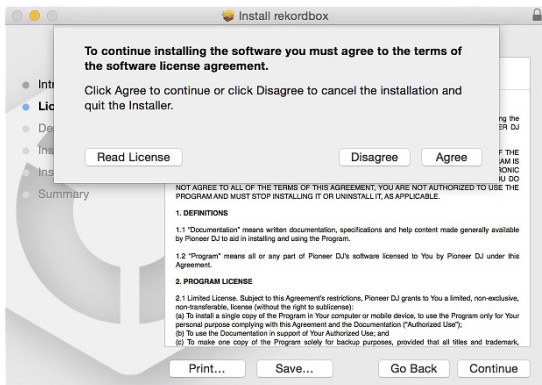 Install rekordbox
To continue installing the software you must agree to the terms of
the software license agreement.
Click Agree to continue or click Disagree to cancel the installation and
quit the Installer.
Read License
Disagree
Agree
Summary
NOT AGREE TO ALL OF THE TERMS OF THIS AGREEMENT, YOU ARE NOT AUTHORIZED TO USE THE
PROGRAM AND MUST STOP INSTALLING IT OR UNINSTALL IT, AS APPLICABLE.
1. DEFINITIONS
1.1 "Documentation" means written documentation, specifications and help content made generally available
by Pioneer DJ to aid in installing and using the Program.
1.2 "Program" means all or any part of Pioneer DJ's software licensed to You by Pioneer DJ under this
Agreement.
2. PROGRAM LICENSE
2.1 Limited License. Subject to this Agreement's restrictions, Pioneer DJ grants to You a limited, non-exclusive,
non-transferable, license (without the right to sublicense):
(a) To install a single copy of the Program in Your computer or mobile device, to use the Program only for Your
personal purpose complying with this Agreement and the Documentation ("Authorized Use");
(b) To use the Documentation in support of Your Authorized Use; and
(c) To make one copy of the Program solely for backup purposes, provided that all titles and trademark,
Print...
Save...
Go Back
Continue